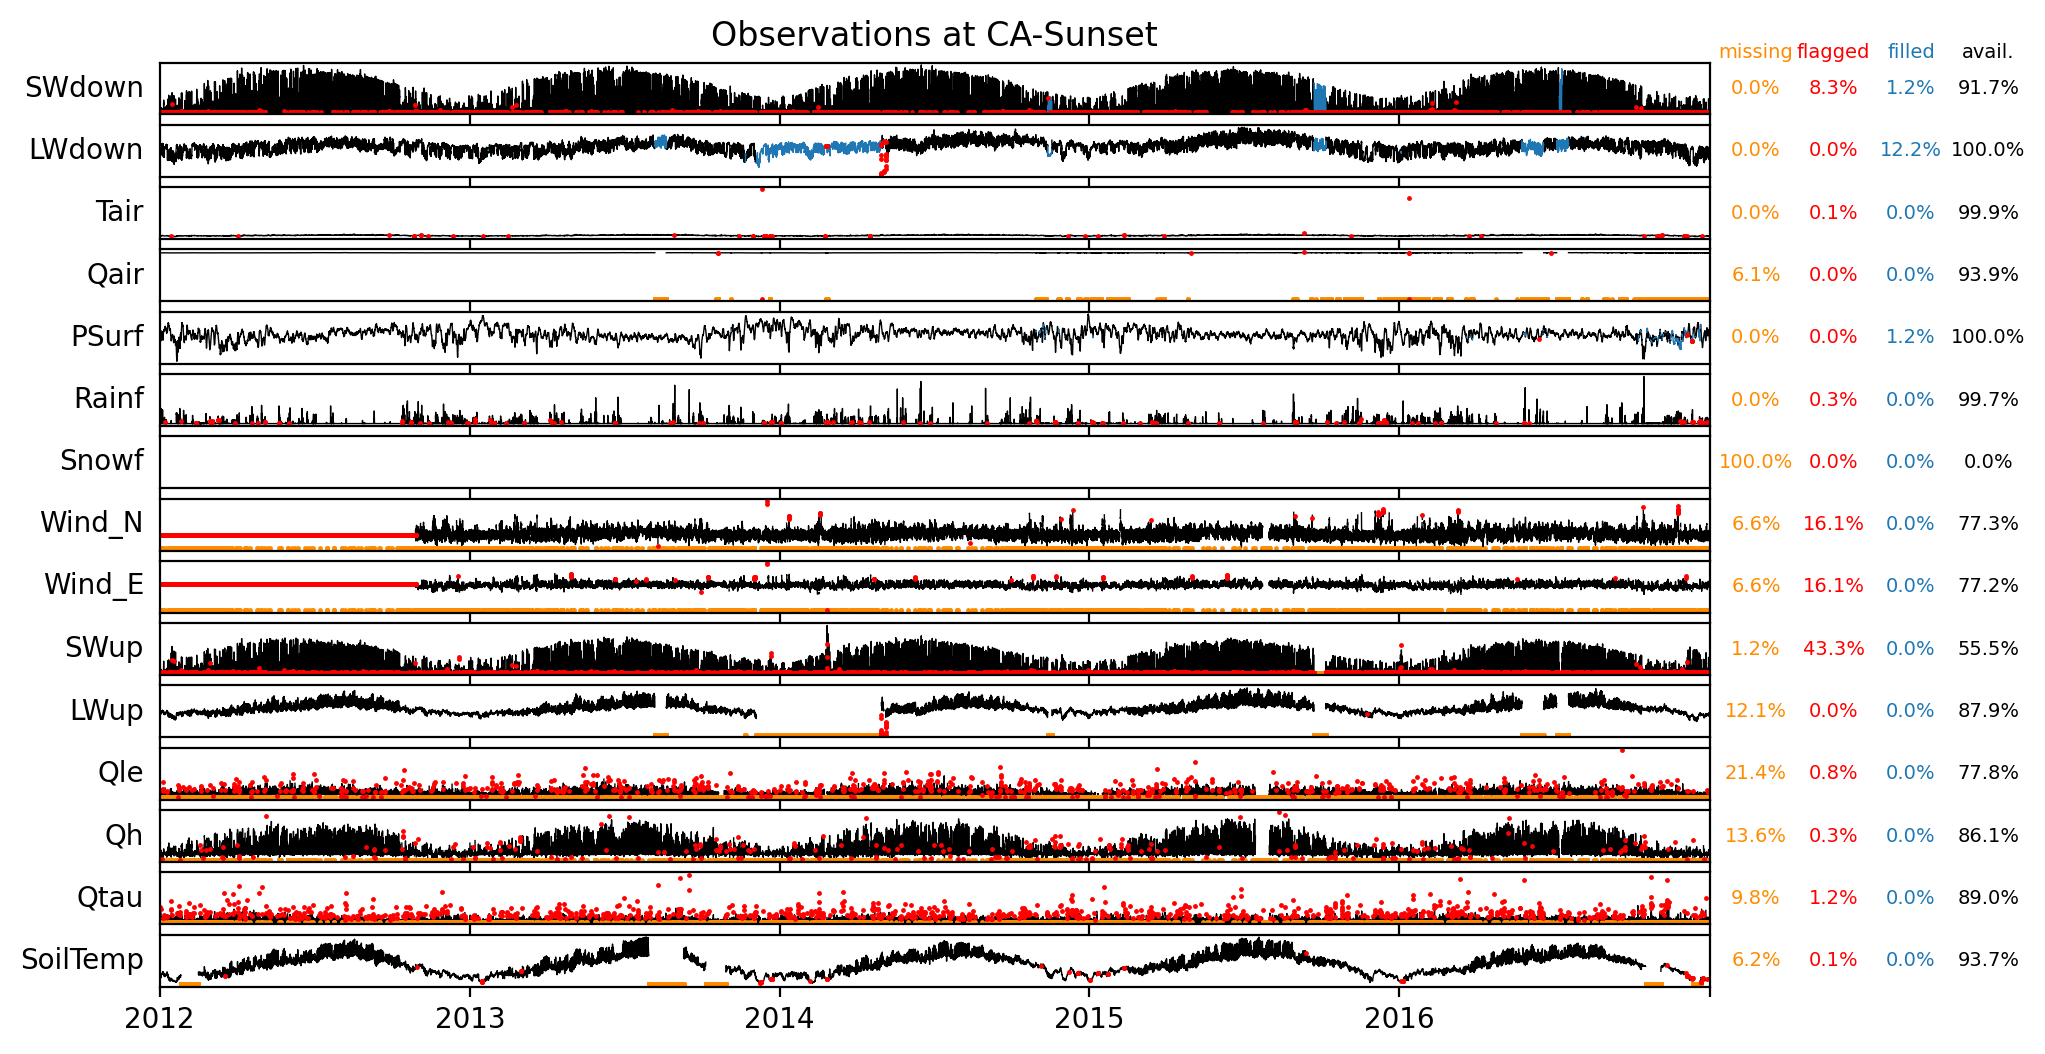 Observations at CA-Sunset
missing flagged filled avail.
SWdown 0.0% 8.3% 1.2% 91.7%
LWdown 0.0% 0.0% 12.2% 100.0%
Tair 0.0% 0.1% 0.0% 99.9%
Qair 6.1% 0.0% 0.0% 93.9%
PSurf 0.0% 0.0% 1.2% 100.0%
Rainf 0.0% 0.3% 0.0% 99.7%
Snowf 100.0% 0.0% 0.0% 0.0%
Wind_N 6.6% 16.1% 0.0% 77.3%
Wind_E 6.6% 16.1% 0.0% 77.2%
SWup 1.2% 43.3% 0.0% 55.5%
LWup 12.1% 0.0% 0.0% 87.9%
Qle 21.4% 0.8% 0.0% 77.8%
Qh 13.6% 0.3% 0.0% 86.1%
Qtau 9.8% 1.2% 0.0% 89.0%
SoilTemp 6.2% 0.1% 0.0% 93.7%
2012 2013 2014 2015 2016